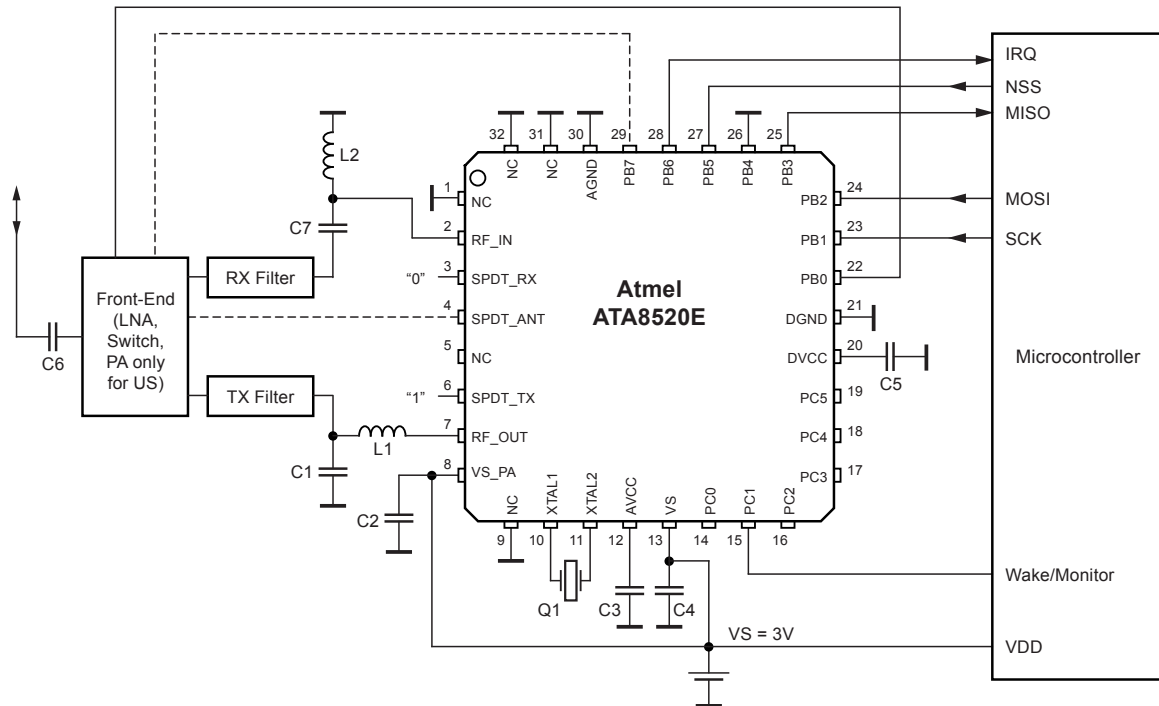 IRQ
NSS
MISO
MOSI
SCK
Microcontroller
Wake/Monitor
VDD
L2
C7
RX Filter
Front-End
(LNA,
Switch,
PA only
for US)
C6
TX Filter
C1
L1
C2
"0"
"1"
32
31
30
29
28
27
26
25
NC
NC
AGND
PB7
PB6
PB5
PB4
PB3
1
NC
2
RF_IN
3
SPDT_RX
4
SPDT_ANT
5
NC
6
SPDT_TX
7
RF_OUT
8
VS_PA
Atmel
ATA8520E
24
PB2
23
PB1
22
PB0
21
DGND
20
DVCC
19
PC5
18
PC4
17
PC3
C5
NC
XTAL1
XTAL2
AVCC
VS
PC0
PC1
PC2
9
10
11
12
13
14
15
16
Q1
C3
C4
VS = 3V